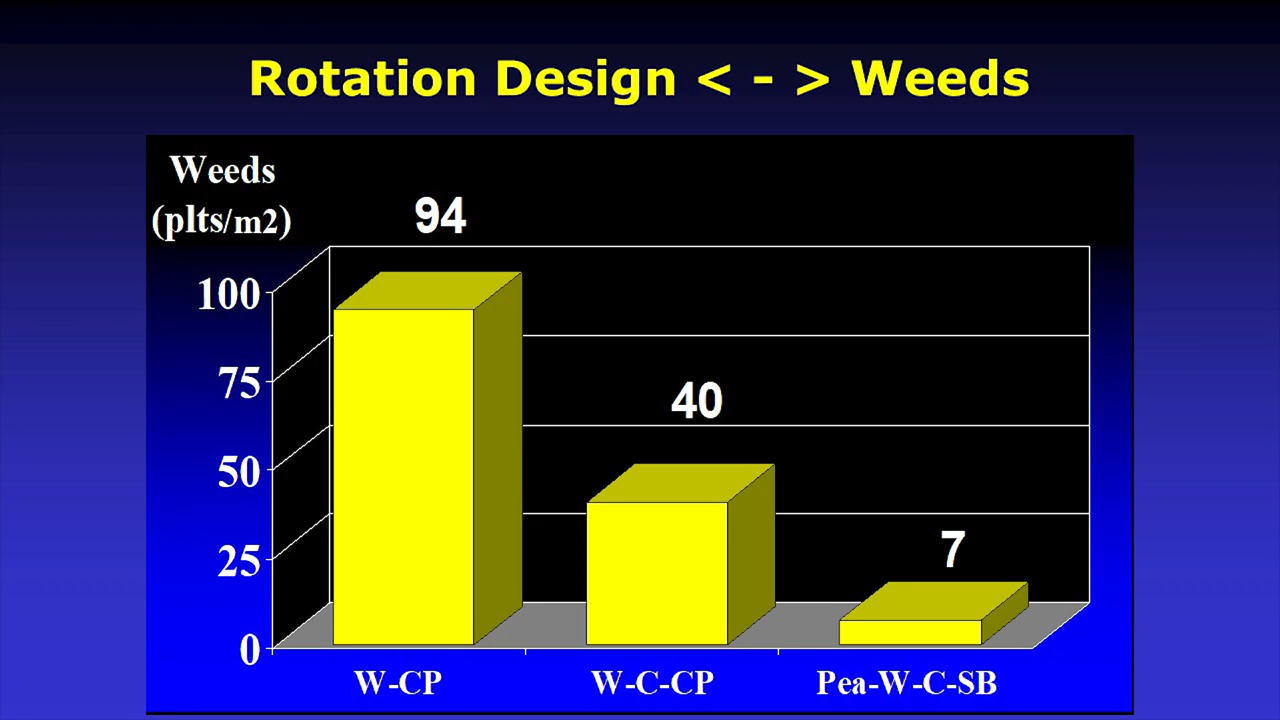 Rotation Design < - > Weeds
Weeds
(plts/m2)
94
100
75
40
50
7
25
0
W-CP
W-C-CP
Pea-W-C-SB